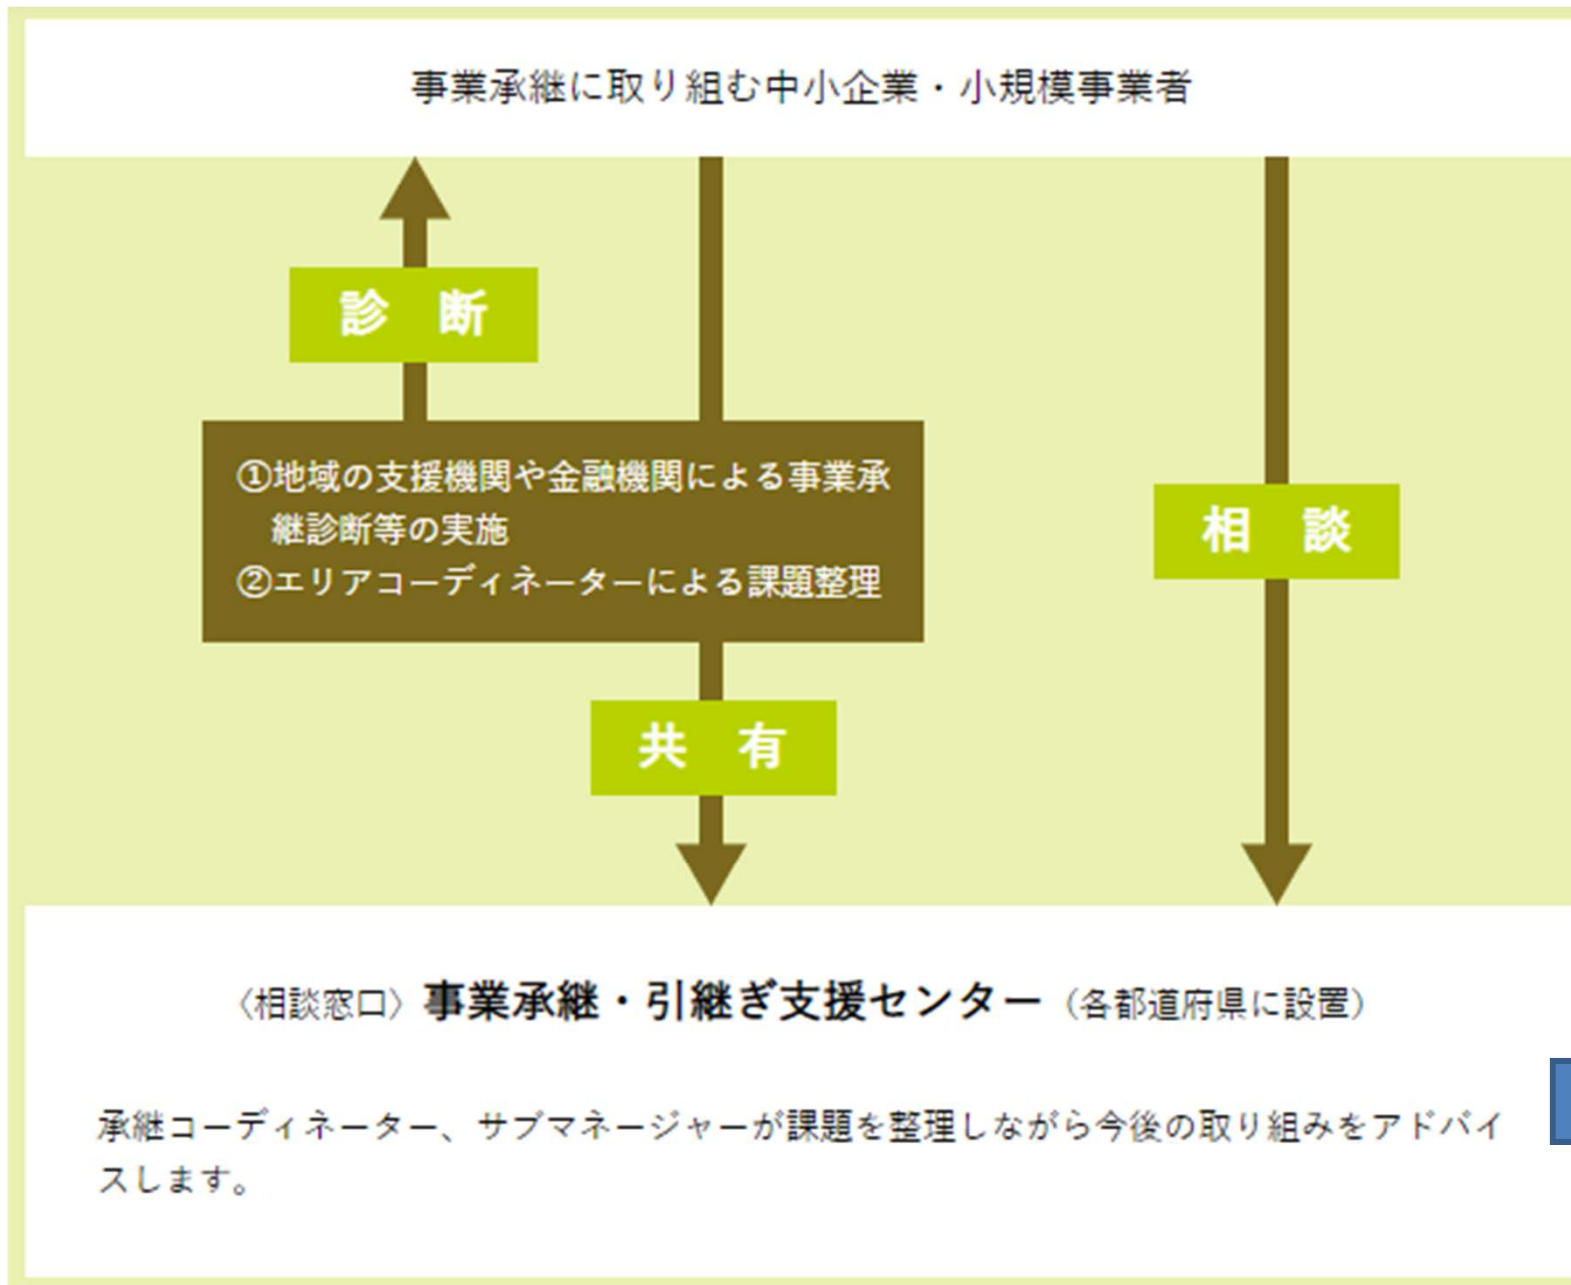 事業承継に取り組む中小企業・小規模事業者
診　断
①地域の支援機関や金融機関による事業承
継診断等の実施
②エリアコーディネーターによる課題整理
相　談
共　有
〈相談窓口〉事業承継・引継ぎ支援センター（各都道府県に設置）
承継コーディネーター、サブマネージャーが課題を整理しながら今後の取り組みをアドバイ
スします。